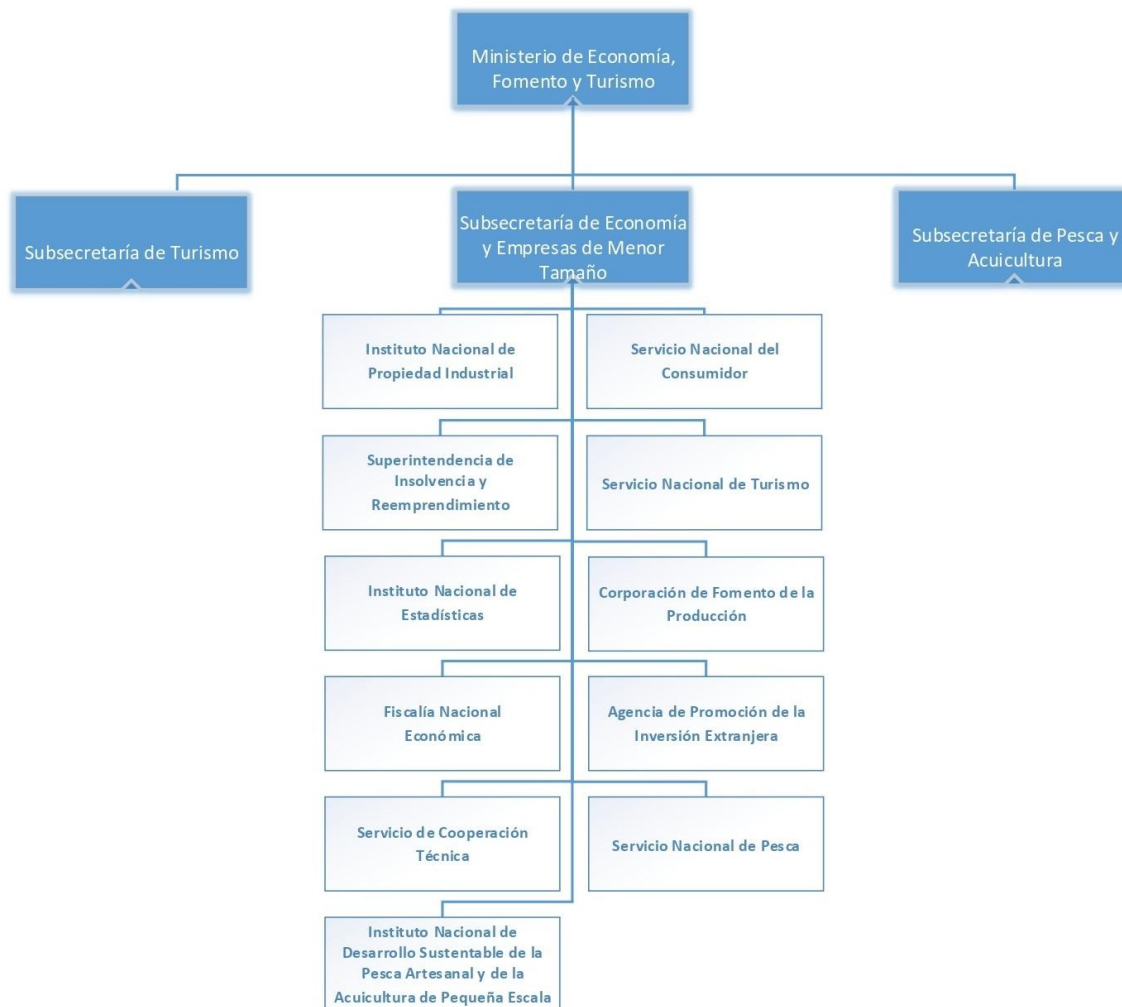 Ministerio de Economía,
Fomento y Turismo
Subsecretaría de Turismo
Subsecretaría de Economía
y Empresas de Menor
Tamaño
Subsecretaría de Pesca y
Acuicultura
Instituto Nacional de
Propiedad Industrial
Servicio Nacional del
Consumidor
Superintendencia de
Insolvencia y
Reemprendimiento
Servicio Nacional de Turismo
Instituto Nacional de
Estadísticas
Corporación de Fomento de la
Producción
Fiscalía Nacional
Económica
Agencia de Promoción de la
Inversión Extranjera
Servicio de Cooperación
Técnica
Servicio Nacional de Pesca
Instituto Nacional de
Desarrollo Sustentable de la
Pesca Artesanal y de la
Acuicultura de Pequeña Escala